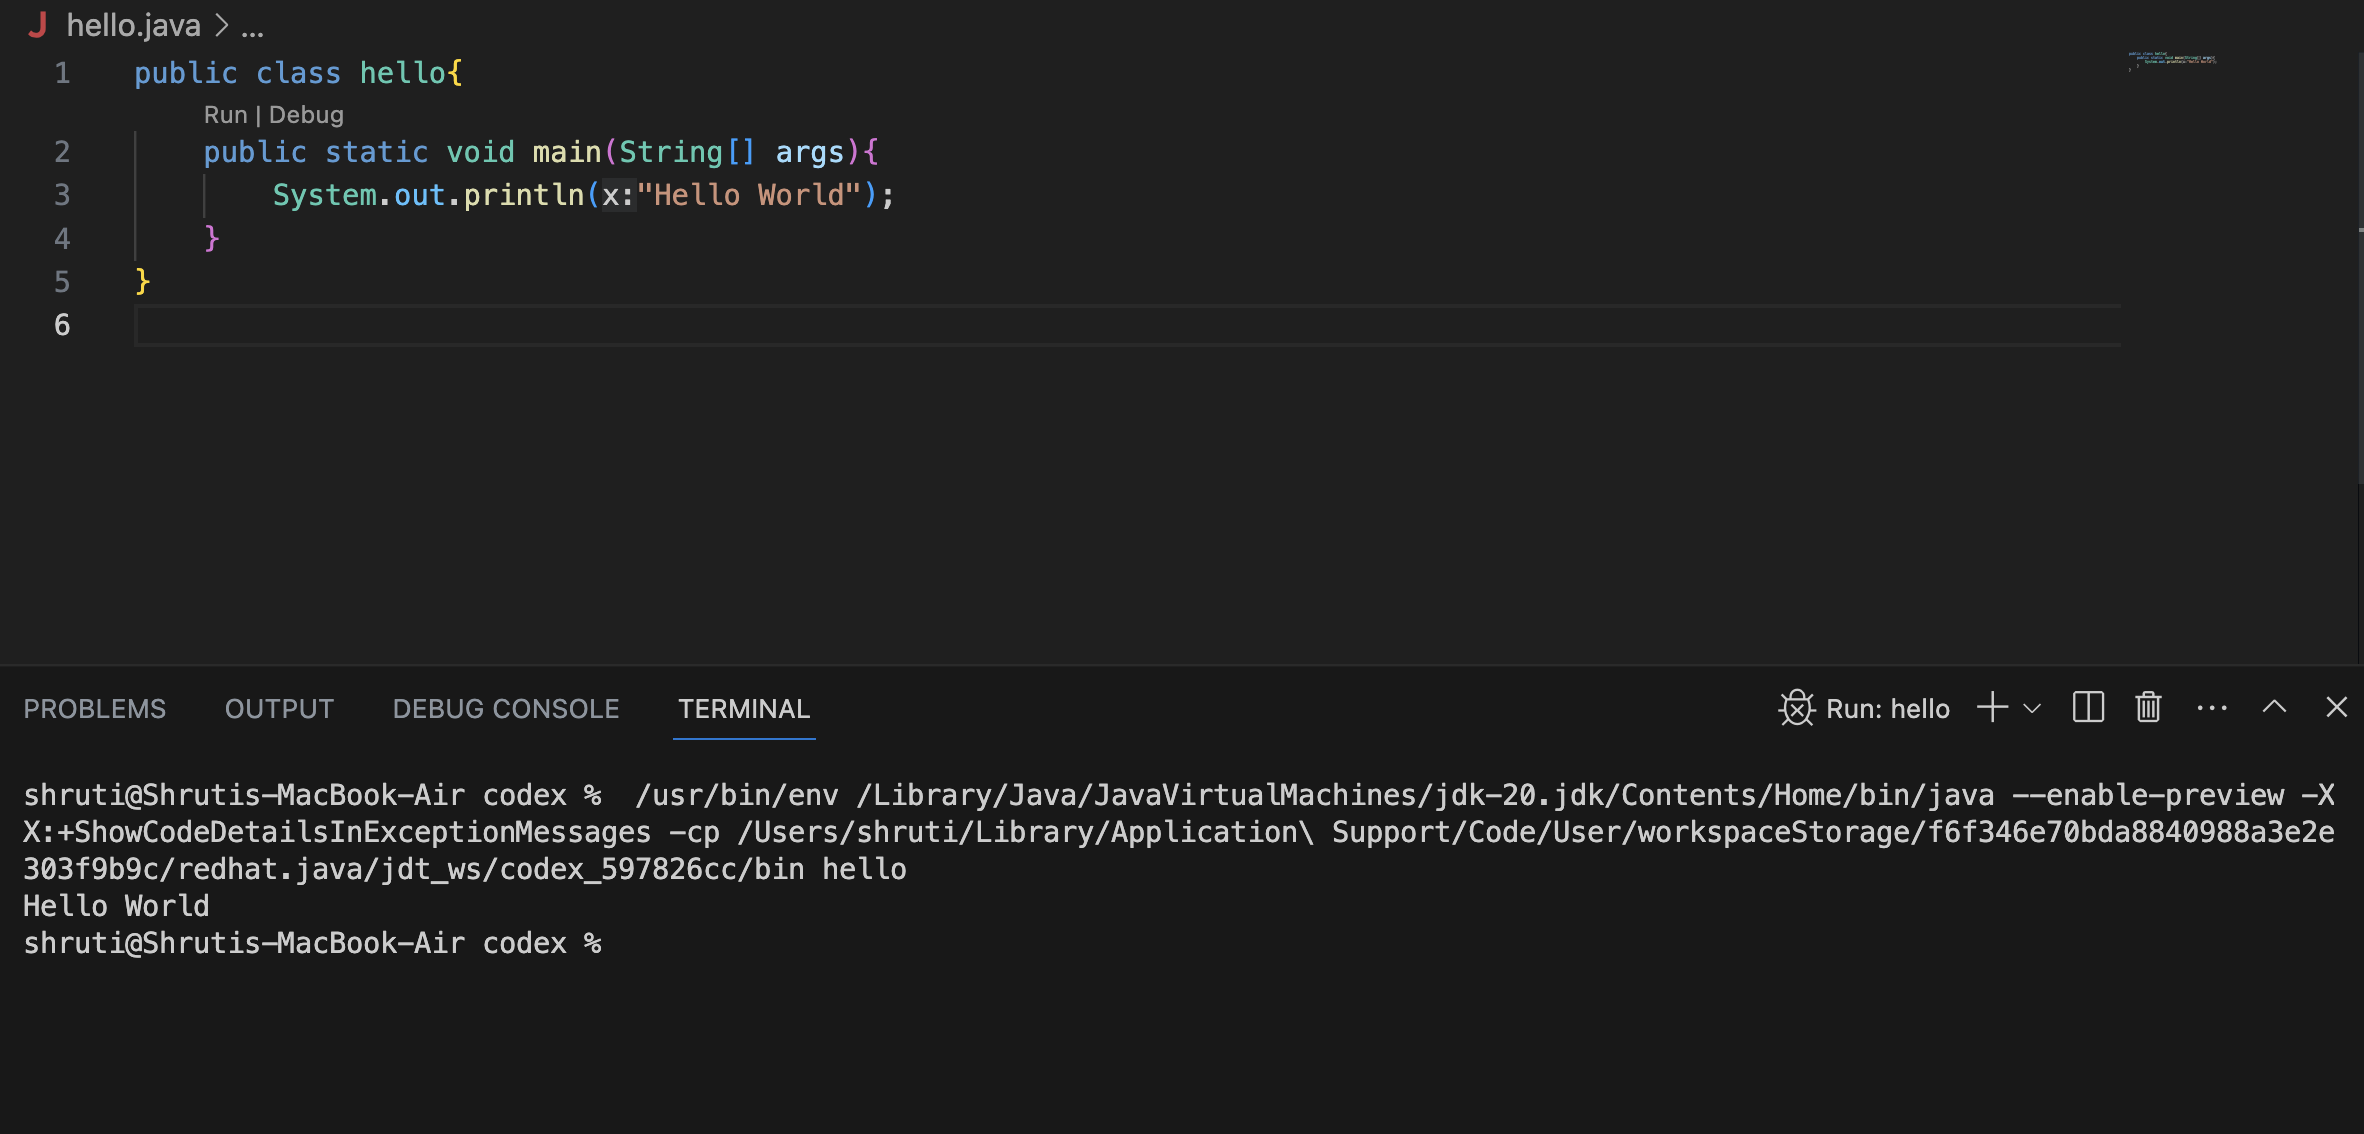 J hello.java > ...
1 public class hello{
Run | Debug
2 public static void main(String[] args){
3 System.out.println(x:"Hello World");
4 }
5 }
6
PROBLEMS OUTPUT DEBUG CONSOLE TERMINAL Run: hello
shruti@Shrutis-MacBook-Air codex %  /usr/bin/env /Library/Java/JavaVirtualMachines/jdk-20.jdk/Contents/Home/bin/java --enable-preview -X
X:+ShowCodeDetailsInExceptionMessages -cp /Users/shruti/Library/Application\ Support/Code/User/workspaceStorage/f6f346e70bda8840988a3e2e
303f9b9c/redhat.java/jdt_ws/codex_597826cc/bin hello
Hello World
shruti@Shrutis-MacBook-Air codex %